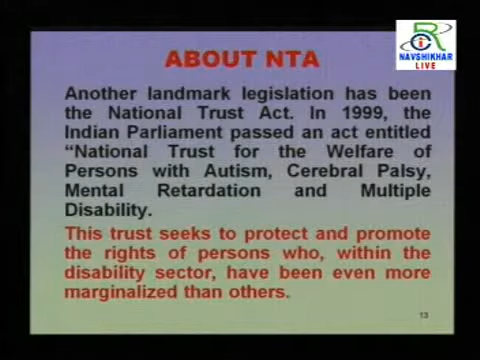 ABOUT NTA
NAVSHIKHAR
LIVE
Another landmark legislation has been
the National Trust Act. In 1999, the
Indian Parliament passed an act entitled
“National Trust for the Welfare of
Persons with Autism, Cerebral Palsy,
Mental Retardation and Multiple
Disability.
This trust seeks to protect and promote
the rights of persons who, within the
disability sector, have been even more
marginalized than others.
13